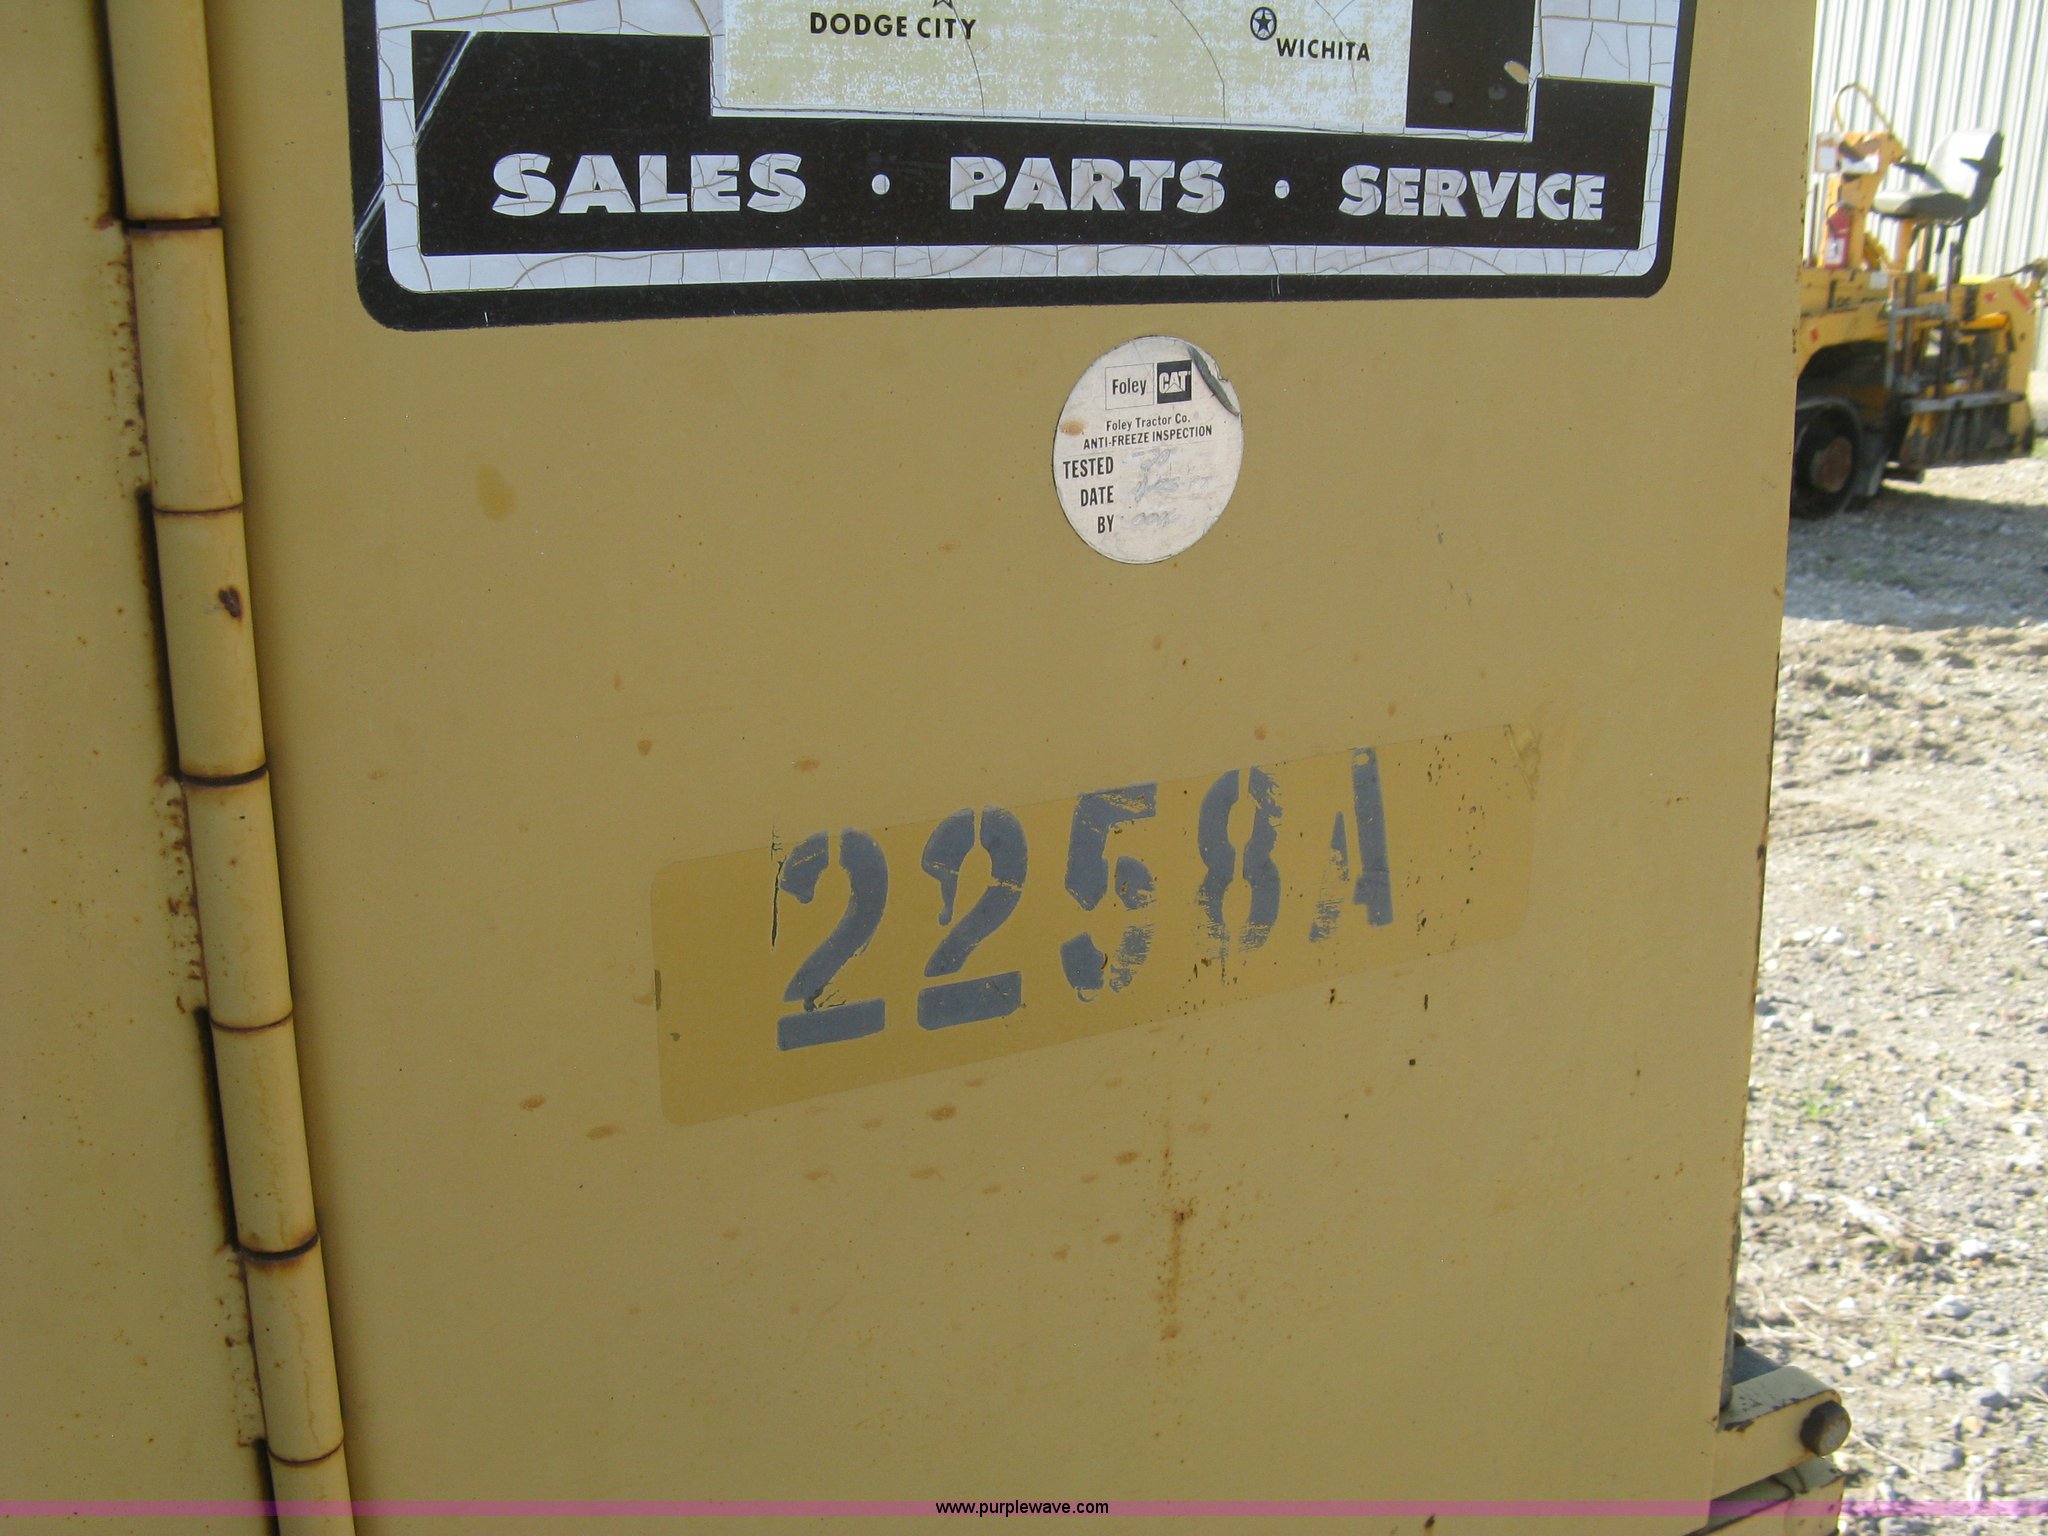 DODGE CITY
WICHITA
SALES • PARTS • SERVICE
Foley CAT
Foley Tractor Co.
ANTI-FREEZE INSPECTION
TESTED
DATE
BY
2258A
www.purplewave.com